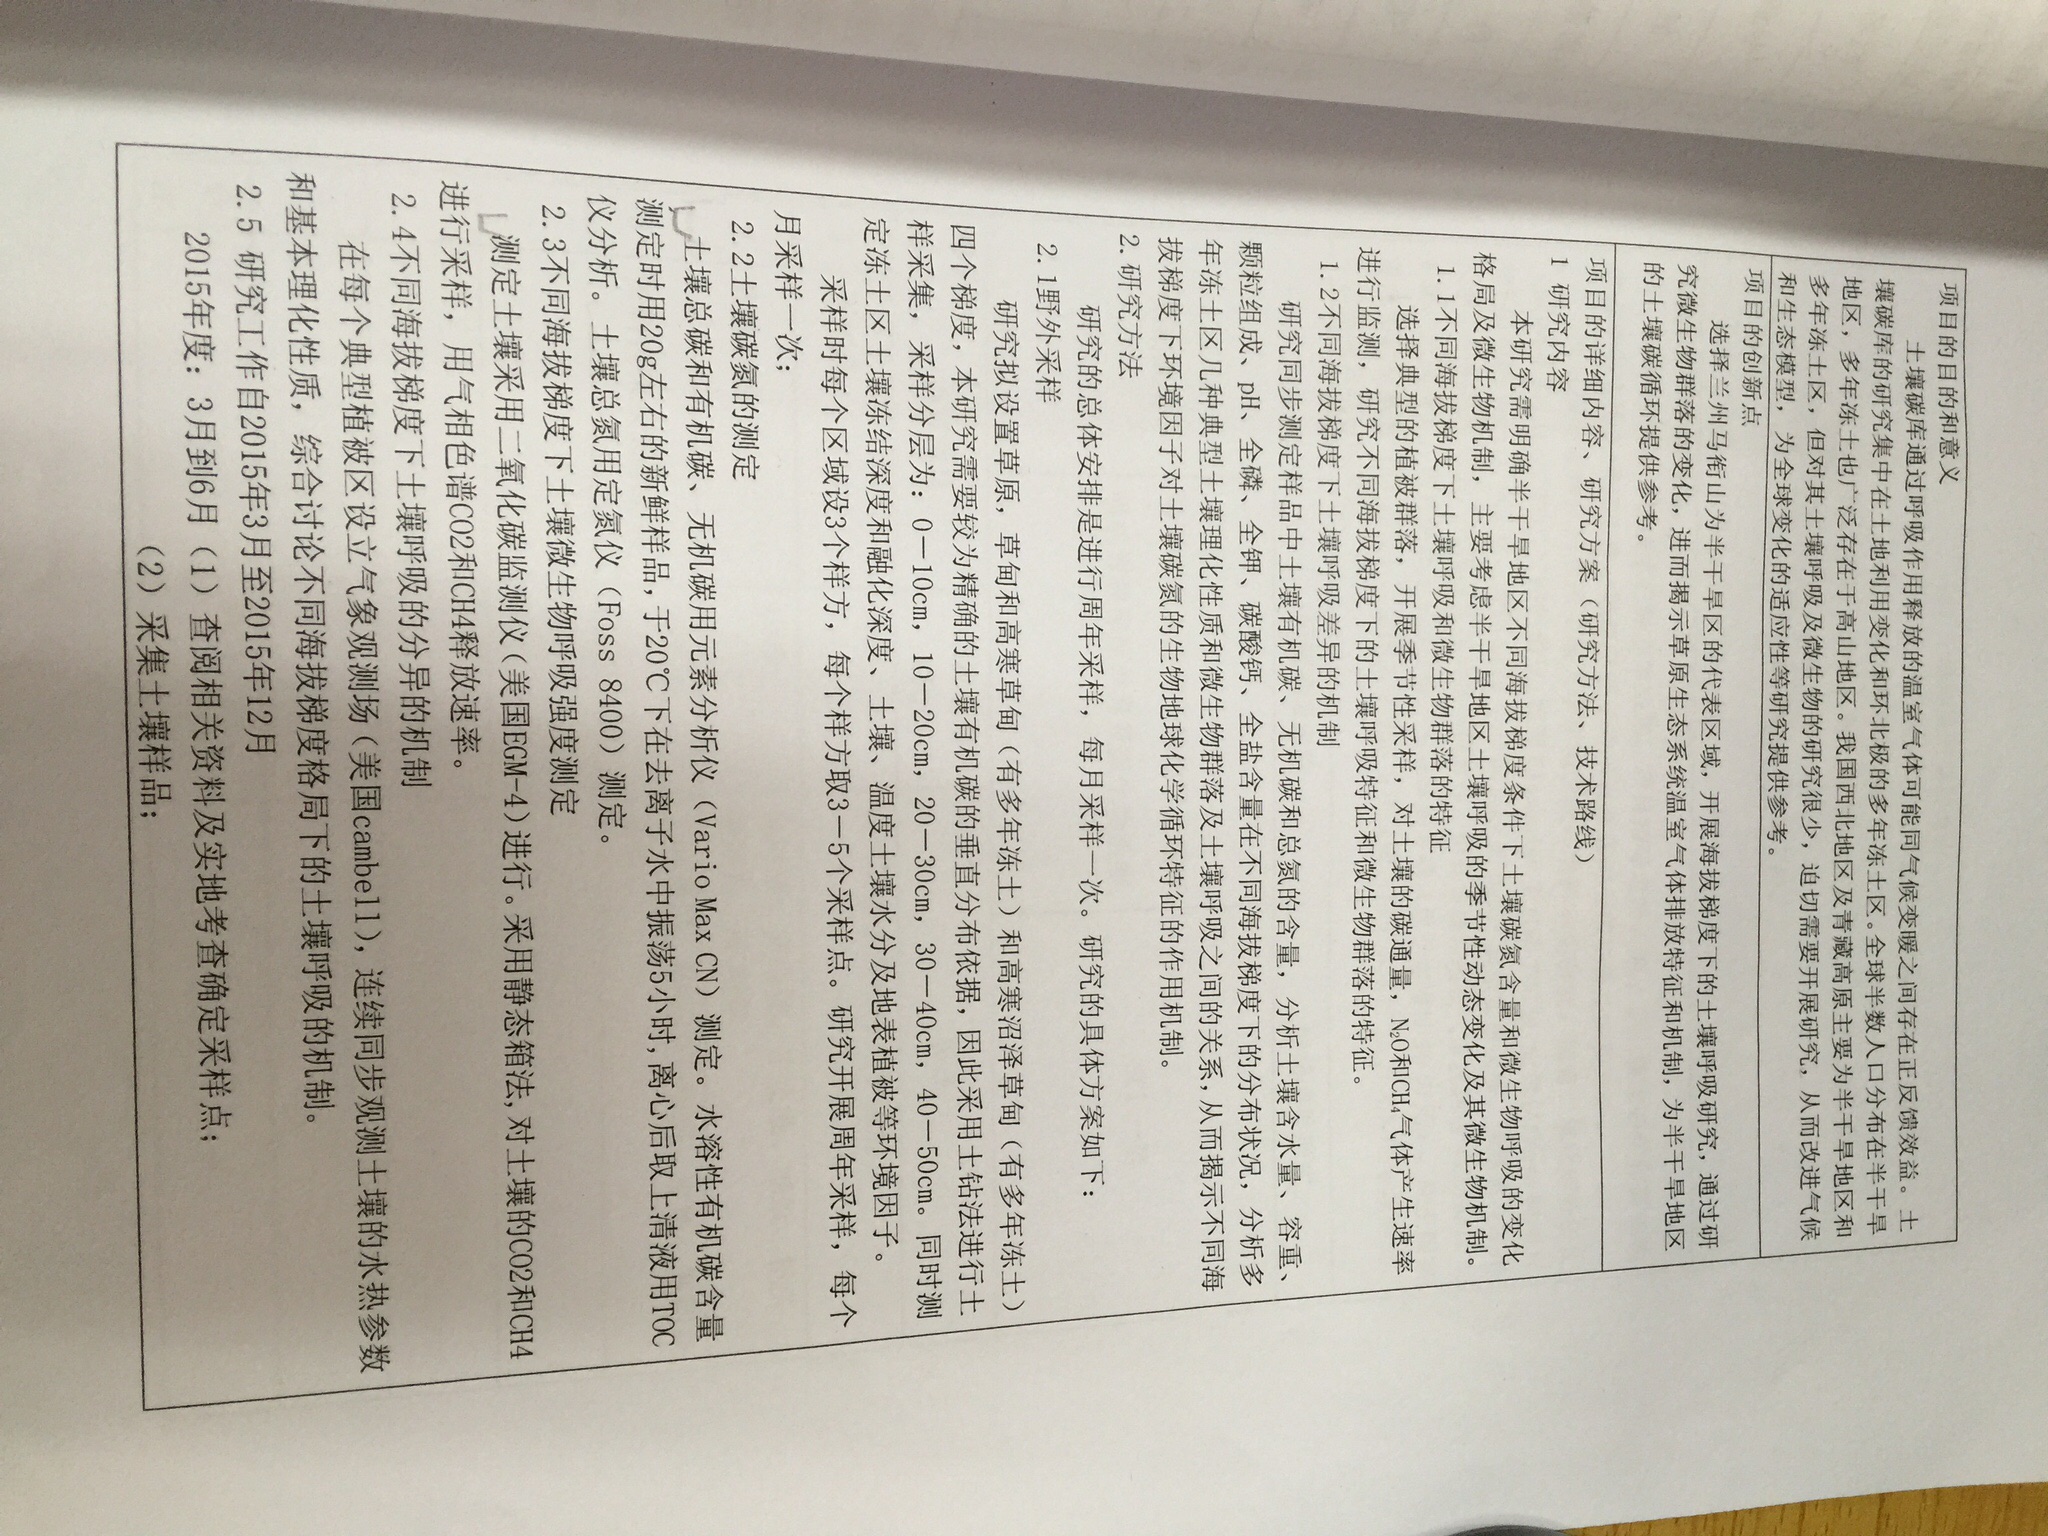 项目的目的和意义
土壤碳库通过呼吸作用释放的温室气体可能同气候变暖之间存在正反馈效益。土
壤碳库的研究集中在土地利用变化和环北极的多年冻土区。全球半数人口分布在半干旱
地区，多年冻土也广泛存在于高山地区。我国西北地区及青藏高原主要为半干旱地区和
多年冻土区，但对其土壤呼吸及微生物的研究很少，迫切需要开展研究，从而改进气候
和生态模型，为全球变化的适应性等研究提供参考。
项目的创新点
选择兰州马衔山为半干旱区的代表区域，开展海拔梯度下的土壤呼吸研究，通过研
究微生物群落的变化，进而揭示草原生态系统温室气体排放特征和机制，为半干旱地区
的土壤碳循环提供参考。
项目的详细内容、研究方案（研究方法、技术路线）
1 研究内容
本研究需明确半干旱地区不同海拔梯度条件下土壤碳氮含量和微生物呼吸的变化
格局及微生物机制，主要考虑半干旱地区土壤呼吸的季节性动态变化及其微生物机制。
1.1不同海拔梯度下土壤呼吸和微生物群落的特征
选择典型的植被群落，开展季节性采样，对土壤的碳通量，N₂O和CH₄气体产生速率
进行监测，研究不同海拔梯度下的土壤呼吸特征和微生物群落的特征。
1.2不同海拔梯度下土壤呼吸差异的机制
研究同步测定样品中土壤有机碳、无机碳和总氮的含量，分析土壤含水量、容重、
颗粒组成、pH、全磷、全钾、碳酸钙、全盐含量在不同海拔梯度下的分布状况，分析多
年冻土区几种典型土壤理化性质和微生物群落及土壤呼吸之间的关系，从而揭示不同海
拔梯度下环境因子对土壤碳氮的生物地球化学循环特征的作用机制。
2.研究方法
研究的总体安排是进行周年采样，每月采样一次。研究的具体方案如下：
2.1野外采样
研究拟设置草原，草甸和高寒草甸（有多年冻土）和高寒沼泽草甸（有多年冻土）
四个梯度，本研究需要较为精确的土壤有机碳的垂直分布依据，因此采用土钻法进行土
样采集，采样分层为：0－10cm，10－20cm，20－30cm，30－40cm，40－50cm。同时测
定冻土区土壤冻结深度和融化深度、土壤、温度土壤水分及地表植被等环境因子。
采样时每个区域设3个样方，每个样方取3－5个采样点。研究开展周年采样，每个
月采样一次；
2.2土壤碳氮的测定
土壤总碳和有机碳、无机碳用元素分析仪（Vario Max CN）测定。水溶性有机碳含量
测定时用20g左右的新鲜样品，于20℃下在去离子水中振荡5小时，离心后取上清液用TOC
仪分析。土壤总氮用定氮仪（Foss 8400）测定。
2.3不同海拔梯度下土壤微生物呼吸强度测定
测定土壤采用二氧化碳监测仪（美国EGM-4）进行。采用静态箱法，对土壤的CO2和CH4
进行采样，用气相色谱CO2和CH4释放速率。
2.4不同海拔梯度下土壤呼吸的分异的机制
在每个典型植被区设立气象观测场（美国cambell），连续同步观测土壤的水热参数
和基本理化性质，综合讨论不同海拔梯度格局下的土壤呼吸的机制。
2.5 研究工作自2015年3月至2015年12月
2015年度：3月到6月（1）查阅相关资料及实地考查确定采样点；
（2）采集土壤样品；